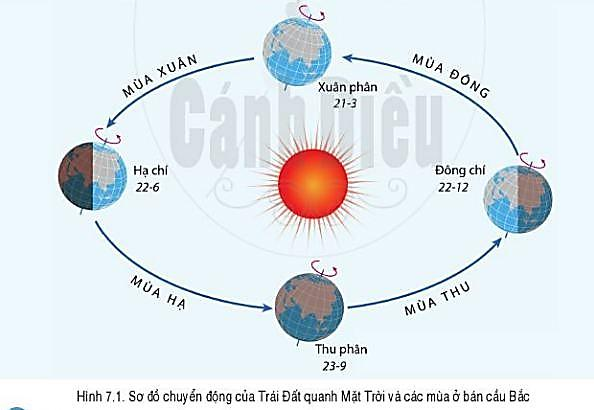 MÙA XUÂN
MÙA ĐÔNG
Xuân phân
21-3
Cánh Diều
Hạ chí
22-6
Đông chí
22-12
MÙA HẠ
MÙA THU
Thu phân
23-9
Hình 7.1. Sơ đồ chuyển động của Trái Đất quanh Mặt Trời và các mùa ở bán cầu Bắc